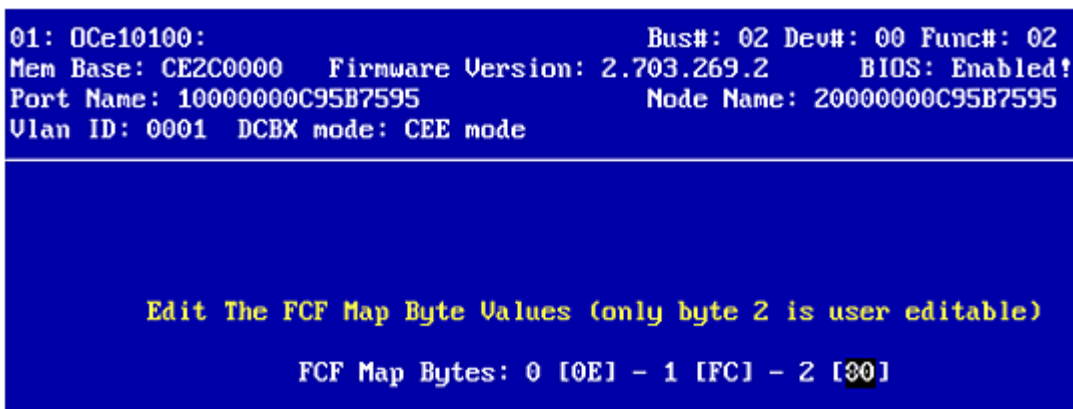 01: OCe10100: Bus#: 02 Dev#: 00 Func#: 02
Mem Base: CE2C0000 Firmware Version: 2.703.269.2 BIOS: Enabled!
Port Name: 10000000C95B7595 Node Name: 20000000C95B7595
Vlan ID: 0001 DCBX mode: CEE mode
Edit The FCF Map Byte Values (only byte 2 is user editable)
FCF Map Bytes: 0 [0E] - 1 [FC] - 2 [00]